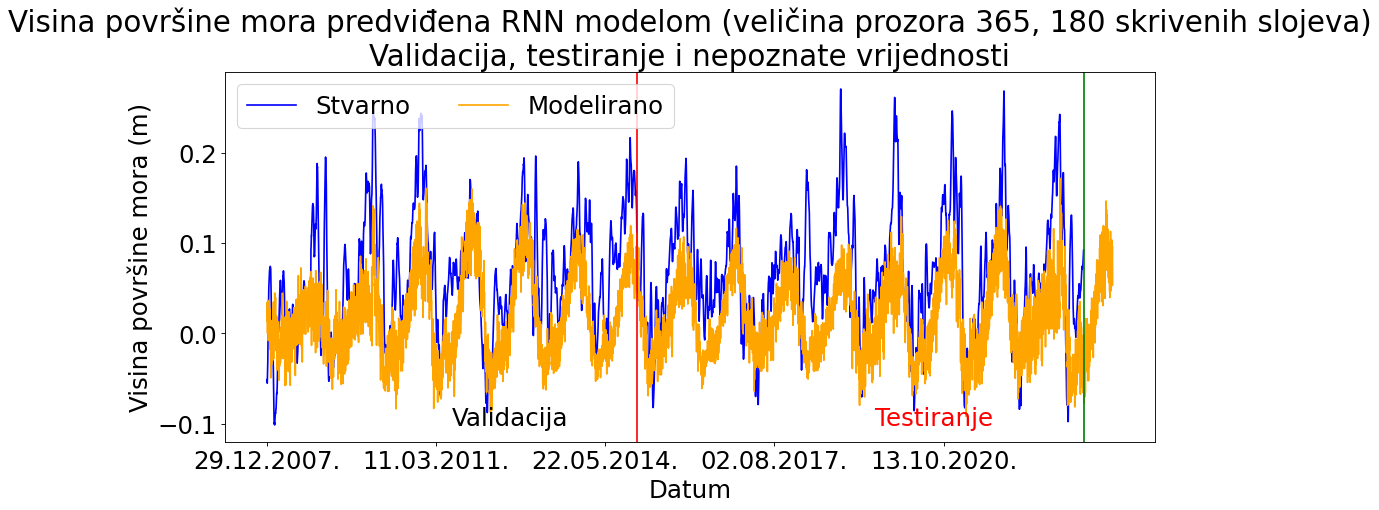 Visina površine mora predviđena RNN modelom (veličina prozora 365, 180 skrivenih slojeva)
Validacija, testiranje i nepoznate vrijednosti
Stvarno Modelirano
Visina površine mora (m)
0.2
0.1
0.0
−0.1
Validacija Testiranje
29.12.2007. 11.03.2011. 22.05.2014. 02.08.2017. 13.10.2020.
Datum